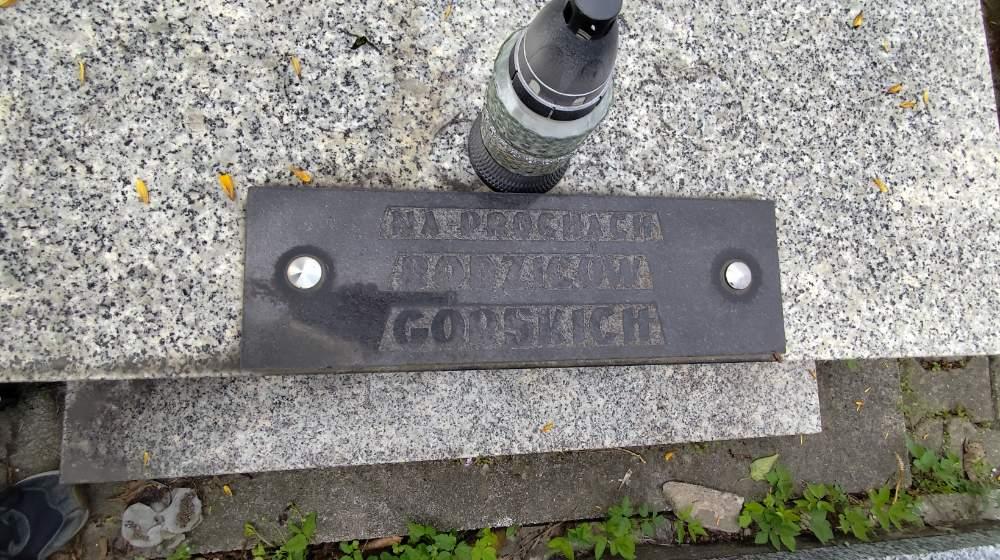 NA PROCHACH
RODZICÓW
GÓRSKICH